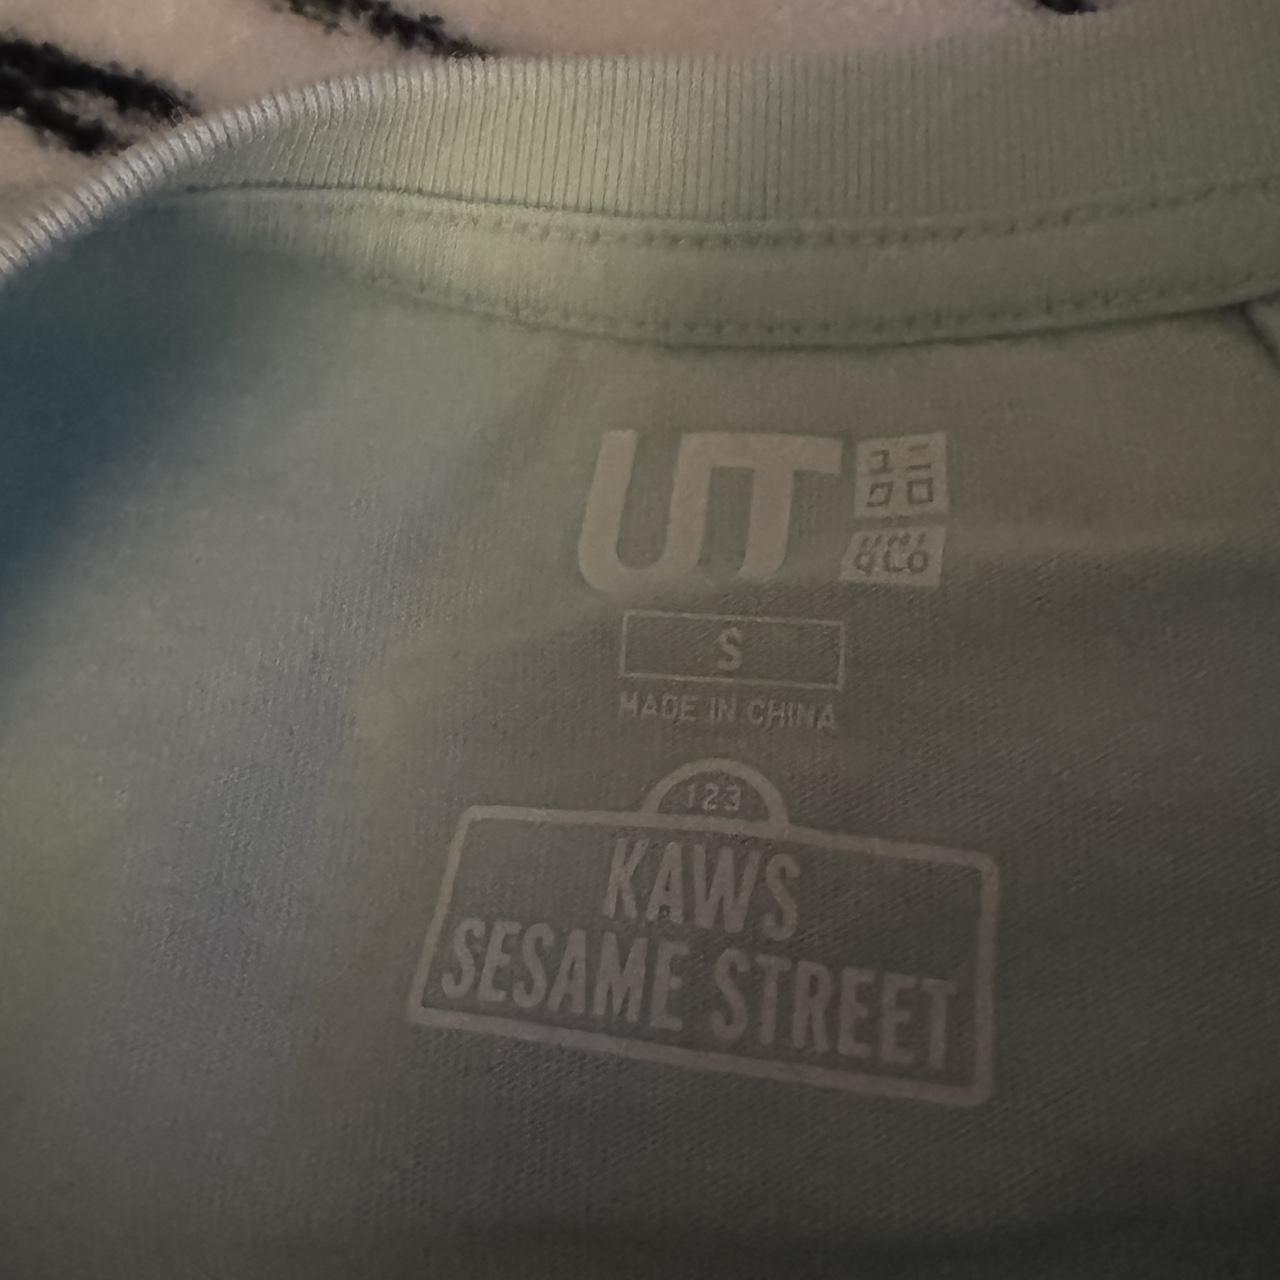 UT
ユニ
クロ
UNI
QLO
S
MADE IN CHINA
123
KAWS
SESAME STREET